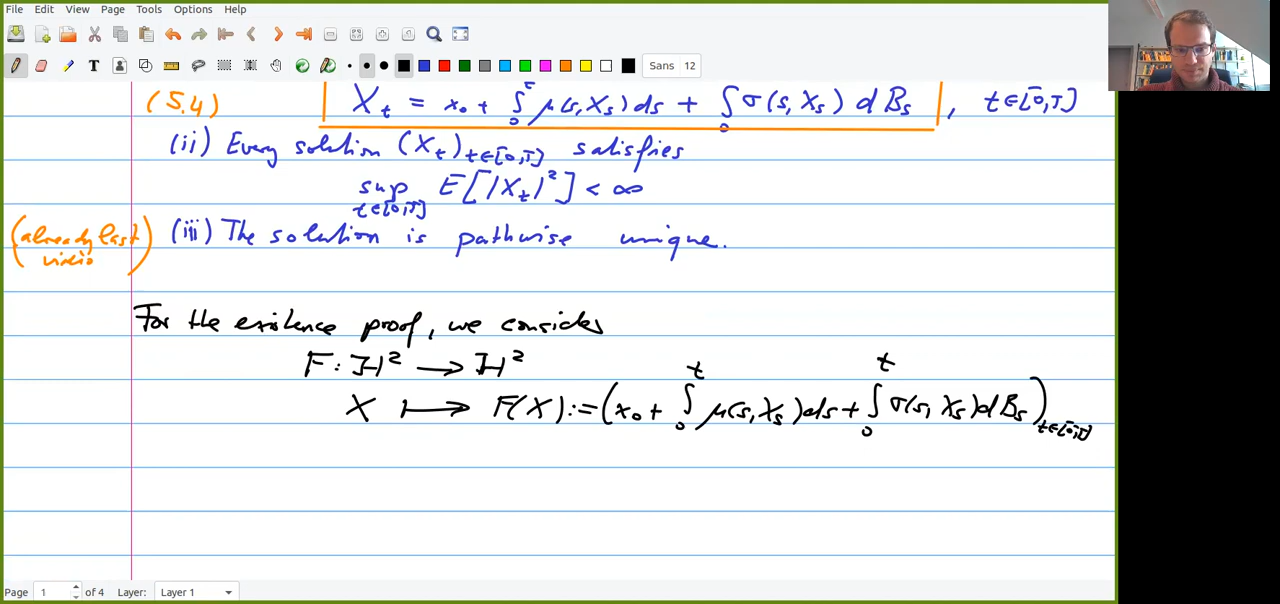 File Edit View Page Tools Options Help
T Sans 12
(5.4) X_t = x_0 + ∫_0^t μ(s, X_s) ds + ∫_0 σ(s, X_s) dB_s , t∈[0,T]
(ii) Every solution (X_t)_{t∈[0,T]} satisfies
sup_{t∈[0,T]} E[|X_t|^2] < ∞
(already last video) (iii) The solution is pathwise unique.
For the existence proof, we consider
F: H^2 ⟶ H^2
X ⟼ F(X) := (x_0 + ∫_0^t μ(s, X_s) ds + ∫_0^t σ(s, X_s) dB_s)_{t∈[0,T]}
Page 1 of 4 Layer: Layer 1